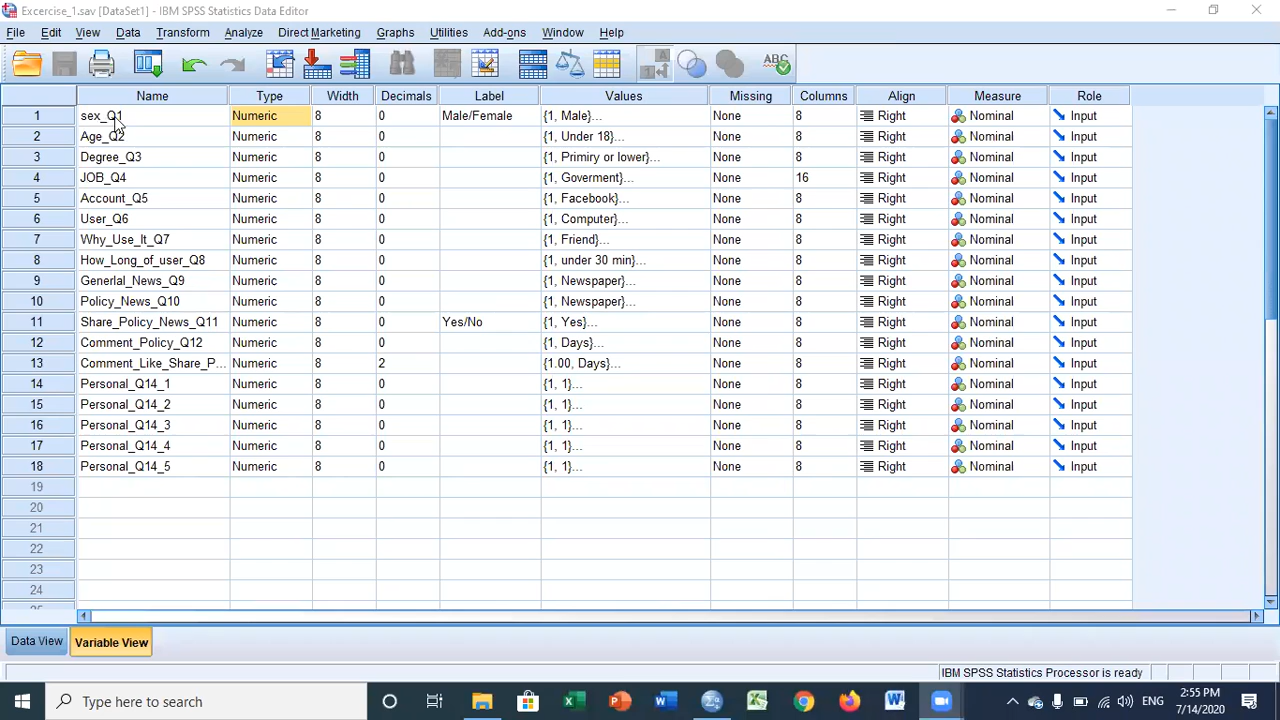 Excercise_1.sav [DataSet1] - IBM SPSS Statistics Data Editor
File Edit View Data Transform Analyze Direct Marketing Graphs Utilities Add-ons Window Help
ABC
Name Type Width Decimals Label Values Missing Columns Align Measure Role
1 sex_Q1 Numeric 8 0 Male/Female {1, Male}... None 8 Right Nominal Input
2 Age_Q2 Numeric 8 0 {1, Under 18}... None 8 Right Nominal Input
3 Degree_Q3 Numeric 8 0 {1, Primiry or lower}... None 8 Right Nominal Input
4 JOB_Q4 Numeric 8 0 {1, Goverment}... None 16 Right Nominal Input
5 Account_Q5 Numeric 8 0 {1, Facebook}... None 8 Right Nominal Input
6 User_Q6 Numeric 8 0 {1, Computer}... None 8 Right Nominal Input
7 Why_Use_It_Q7 Numeric 8 0 {1, Friend}... None 8 Right Nominal Input
8 How_Long_of_user_Q8 Numeric 8 0 {1, under 30 min}... None 8 Right Nominal Input
9 Generlal_News_Q9 Numeric 8 0 {1, Newspaper}... None 8 Right Nominal Input
10 Policy_News_Q10 Numeric 8 0 {1, Newspaper}... None 8 Right Nominal Input
11 Share_Policy_News_Q11 Numeric 8 0 Yes/No {1, Yes}... None 8 Right Nominal Input
12 Comment_Policy_Q12 Numeric 8 0 {1, Days}... None 8 Right Nominal Input
13 Comment_Like_Share_P... Numeric 8 2 {1.00, Days}... None 8 Right Nominal Input
14 Personal_Q14_1 Numeric 8 0 {1, 1}... None 8 Right Nominal Input
15 Personal_Q14_2 Numeric 8 0 {1, 1}... None 8 Right Nominal Input
16 Personal_Q14_3 Numeric 8 0 {1, 1}... None 8 Right Nominal Input
17 Personal_Q14_4 Numeric 8 0 {1, 1}... None 8 Right Nominal Input
18 Personal_Q14_5 Numeric 8 0 {1, 1}... None 8 Right Nominal Input
19
20
21
22
23
24
25
Data View Variable View
IBM SPSS Statistics Processor is ready
Type here to search
ENG
2:55 PM
7/14/2020